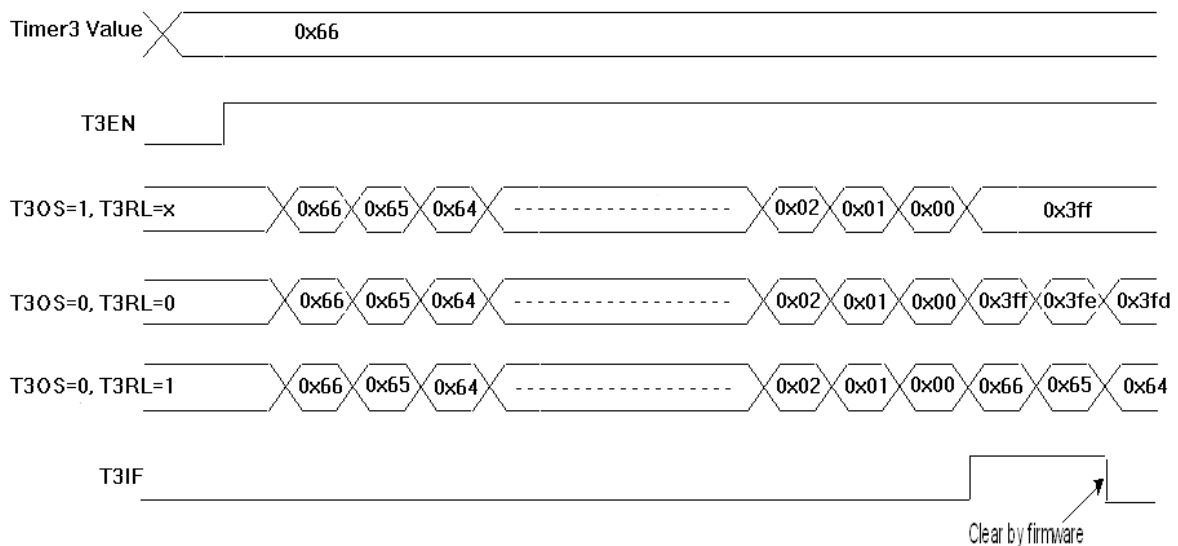 Timer3 Value 0x66
T3EN
T3OS=1, T3RL=x 0x66 0x65 0x64 0x02 0x01 0x00 0x3ff
T3OS=0, T3RL=0 0x66 0x65 0x64 0x02 0x01 0x00 0x3ff 0x3fe 0x3fd
T3OS=0, T3RL=1 0x66 0x65 0x64 0x02 0x01 0x00 0x66 0x65 0x64
T3IF
Clear by firmware